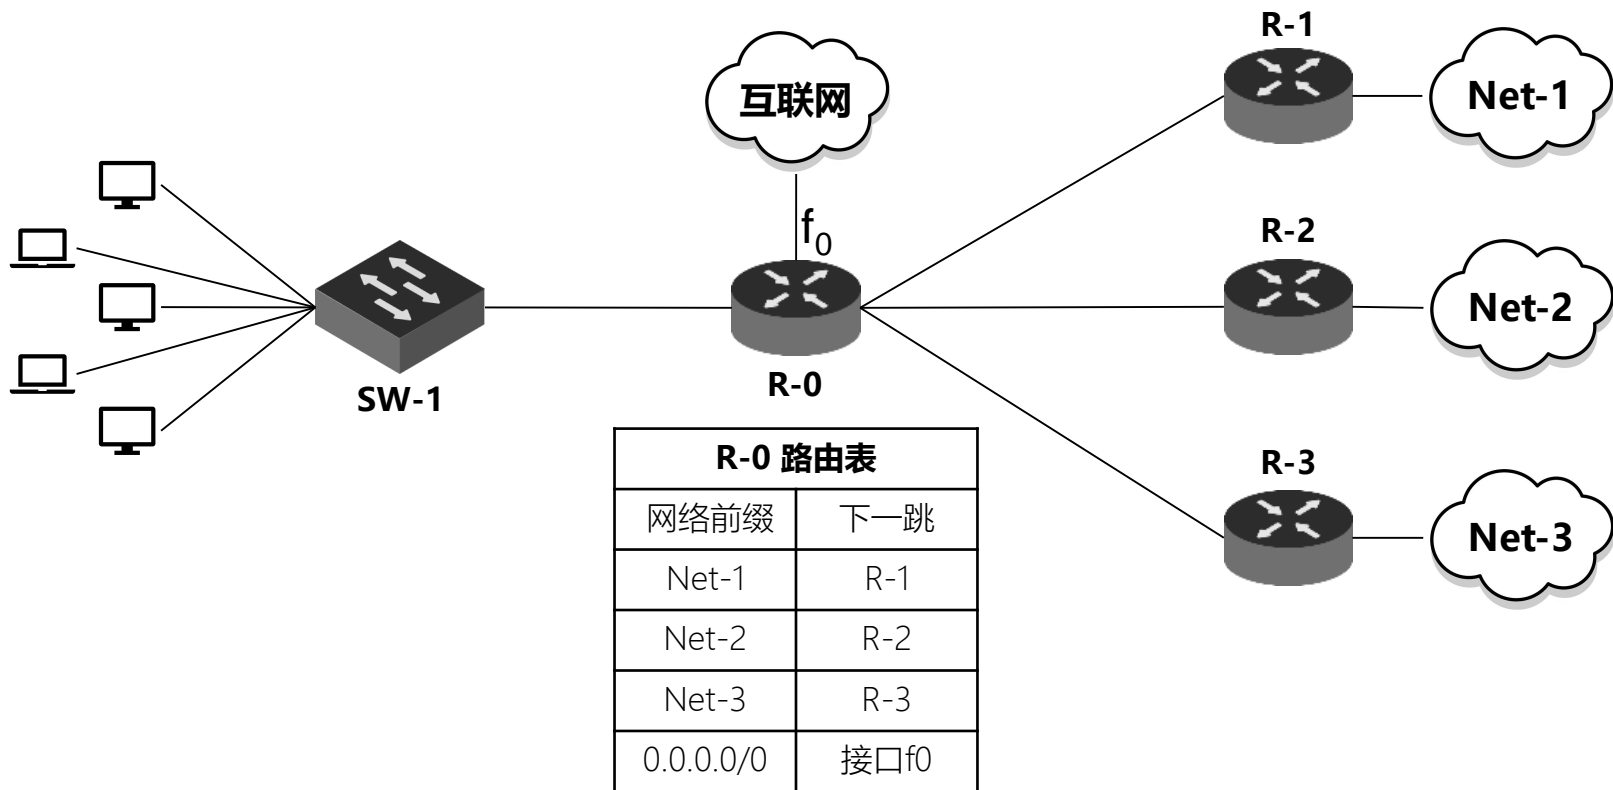 R-1
Net-1
互联网
f0
R-2
Net-2
SW-1
R-0
R-3
Net-3
R-0 路由表
网络前缀 下一跳
Net-1 R-1
Net-2 R-2
Net-3 R-3
0.0.0.0/0 接口f0